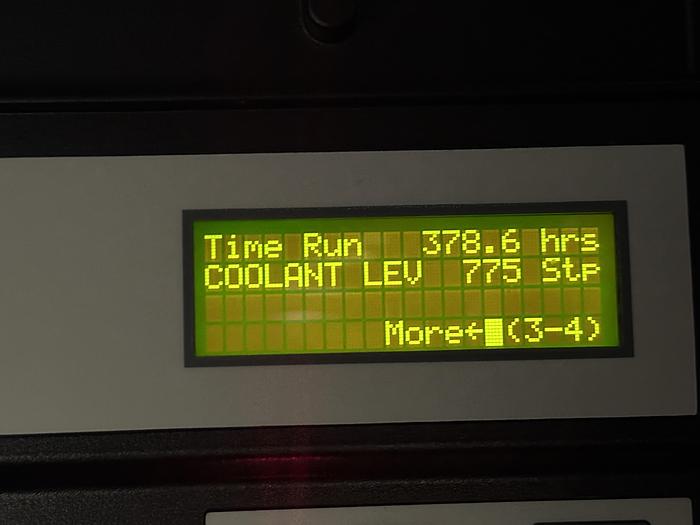 Time Run 378.6 hrs
COOLANT LEV 775 Stp
More←█(3-4)